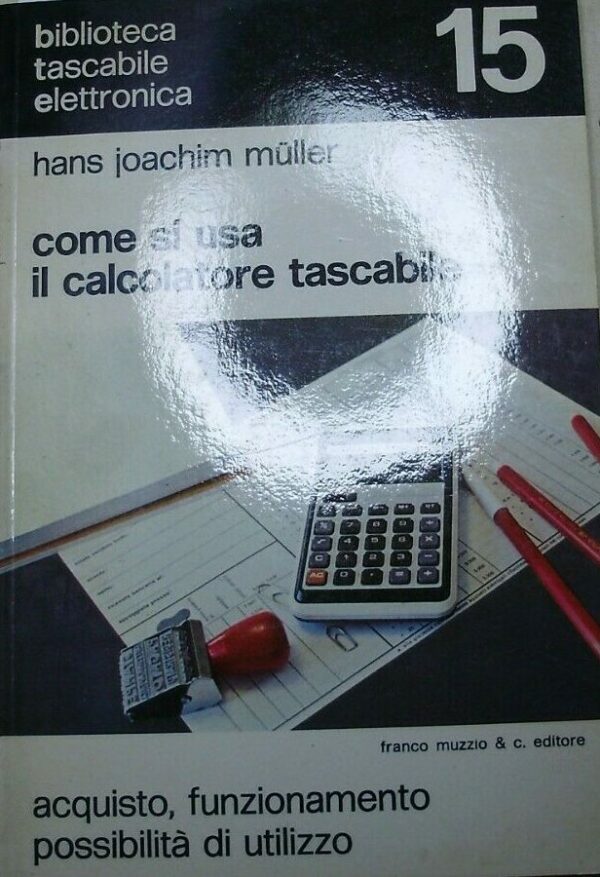 biblioteca
tascabile
elettronica
15
hans joachim müller
come si usa
il calcolatore tascabile
franco muzzio & c. editore
acquisto, funzionamento
possibilità di utilizzo